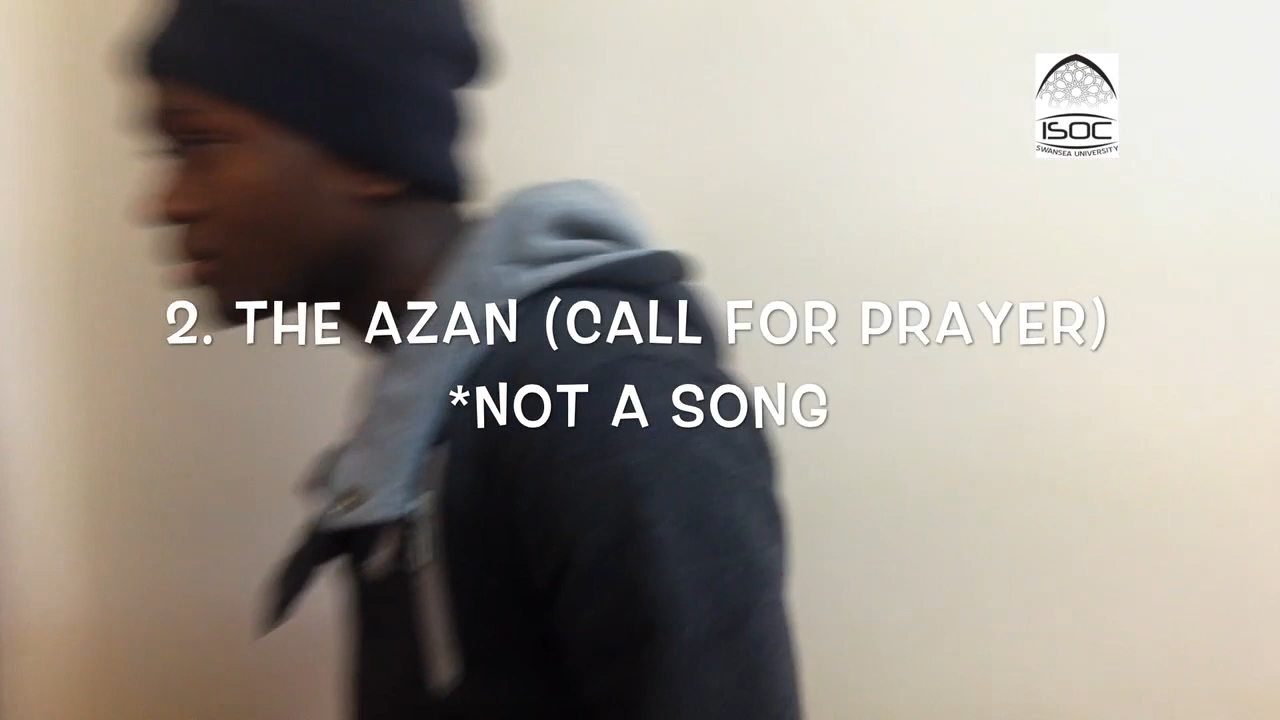 ISOC
SWANSEA UNIVERSITY
2. THE AZAN (CALL FOR PRAYER)
*NOT A SONG